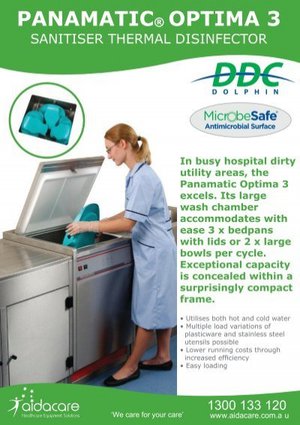 PANAMATIC® OPTIMA 3
SANITISER THERMAL DISINFECTOR
DDC
DOLPHIN
MicrobeSafe®
Antimicrobial Surface
In busy hospital dirty
utility areas, the
Panamatic Optima 3
excels. Its large
wash chamber
accommodates with
ease 3 x bedpans
with lids or 2 x large
bowls per cycle.
Exceptional capacity
is concealed within a
surprisingly compact
frame.
• Utilises both hot and cold water
• Multiple load variations of
plasticware and stainless steel
utensils possible
• Lower running costs through
increased efficiency
• Easy loading
aidacare
Healthcare Equipment Solutions
'We care for your care'
1300 133 120
www.aidacare.com.au